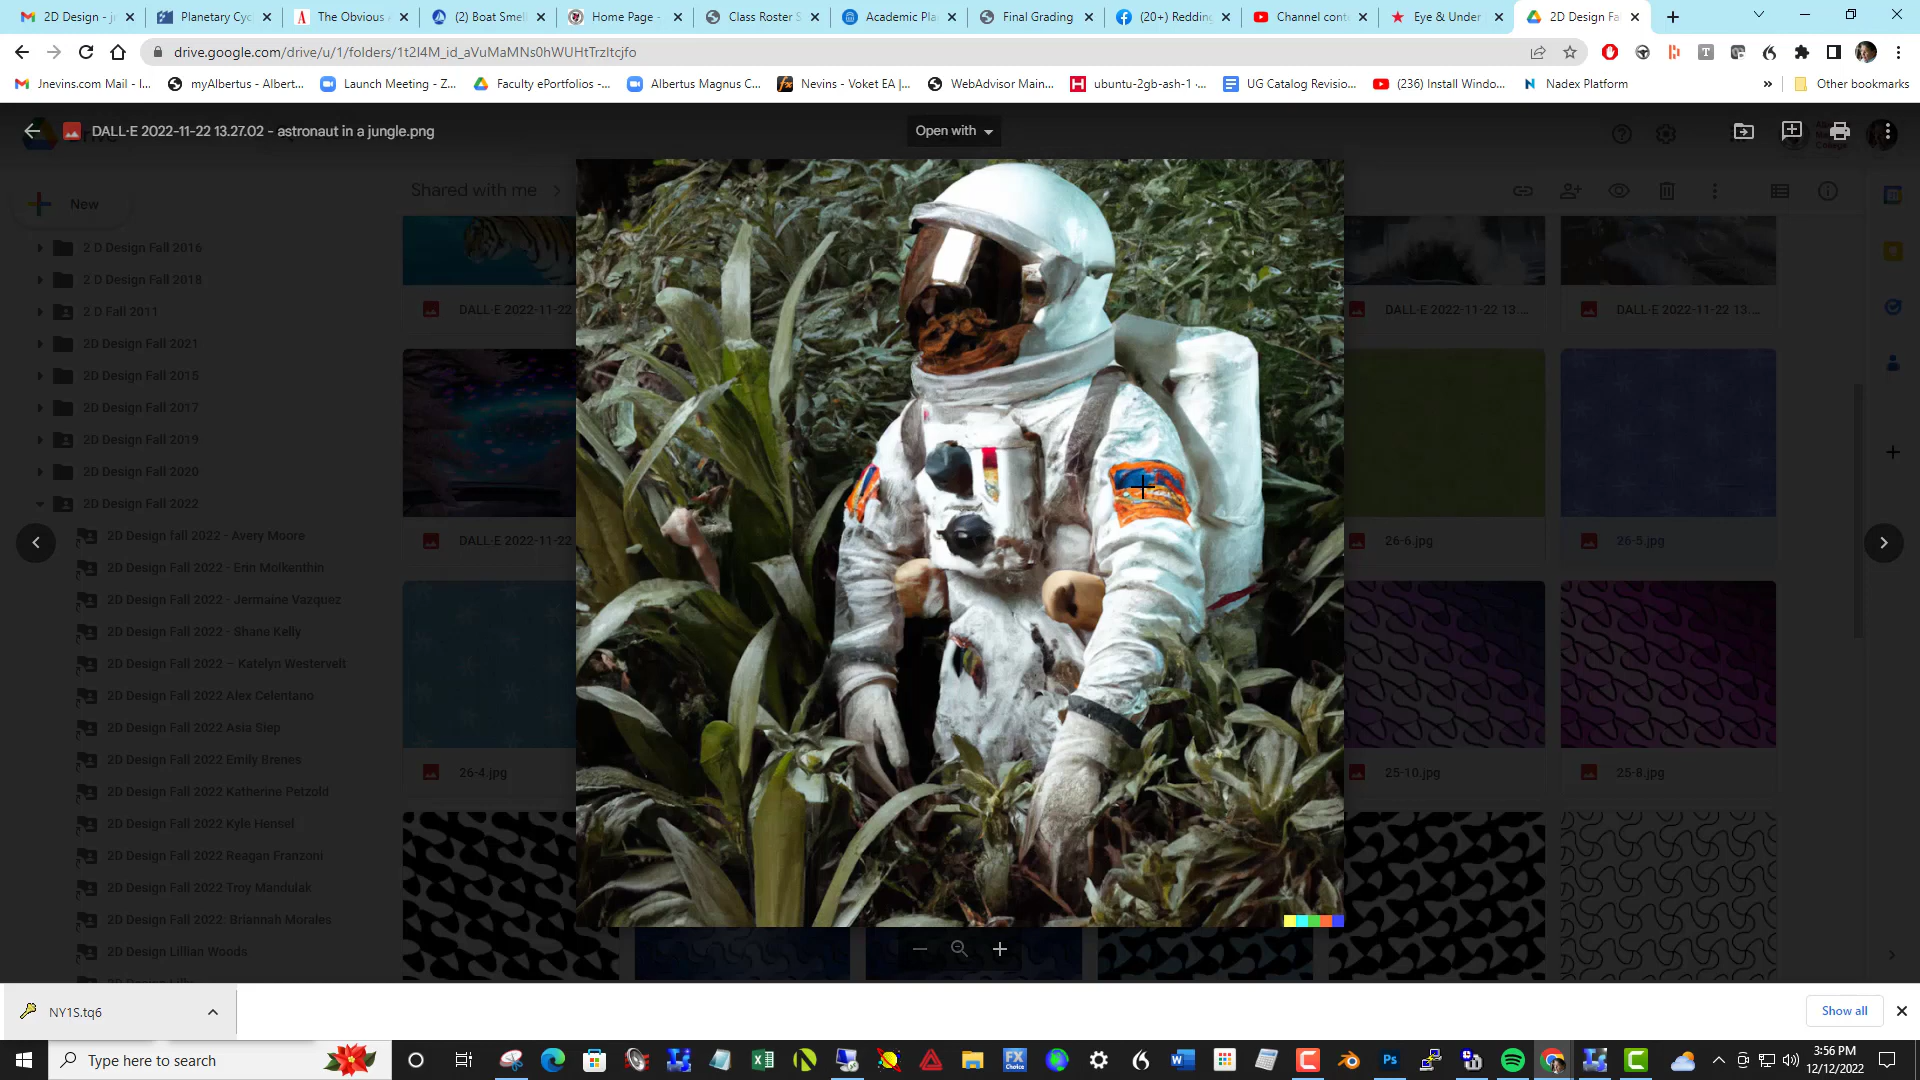 2D Design - j
Planetary Cyc
The Obvious
(2) Boat Smel
Home Page -
Class Roster S
Academic Pla
Final Grading
(20+) Redding
Channel cont
Eye & Under
2D Design Fa
drive.google.com/drive/u/1/folders/1t2I4M_id_aVuMaMNs0hWUHtTrzItcjfo
Jnevins.com Mail - I...
myAlbertus - Albert...
Launch Meeting - Z...
Faculty ePortfolios -...
Albertus Magnus C...
Nevins - Voket EA |...
WebAdvisor Main...
ubuntu-2gb-ash-1 ·...
UG Catalog Revisio...
(236) Install Windo...
Nadex Platform
»
Other bookmarks
DALL·E 2022-11-22 13.27.02 - astronaut in a jungle.png
Open with
New
Shared with me
2 D Design Fall 2016
2 D Design Fall 2018
2 D Fall 2011
2D Design Fall 2021
2D Design Fall 2015
2D Design Fall 2017
2D Design Fall 2019
2D Design Fall 2020
2D Design Fall 2022
2D Design fall 2022 - Avery Moore
2D Design Fall 2022 - Erin Molkenthin
2D Design Fall 2022 - Jermaine Vazquez
2D Design Fall 2022 - Shane Kelly
2D Design Fall 2022 – Katelyn Westervelt
2D Design Fall 2022 Alex Celentano
2D Design Fall 2022 Asia Siep
2D Design Fall 2022 Emily Brenes
2D Design Fall 2022 Katherine Petzold
2D Design Fall 2022 Kyle Hensel
2D Design Fall 2022 Reagan Franzoni
2D Design Fall 2022 Troy Mandulak
2D Design Fall 2022: Briannah Morales
2D Design Lillian Woods
DALL·E 2022-11-22
DALL·E 2022-11-22 13....
DALL·E 2022-11-22 13....
DALL·E 2022-11-22
26-6.jpg
26-5.jpg
26-4.jpg
25-10.jpg
25-8.jpg
NY1S.tq6
Show all
Type here to search
FX
Choice
Ps
3:56 PM
12/12/2022